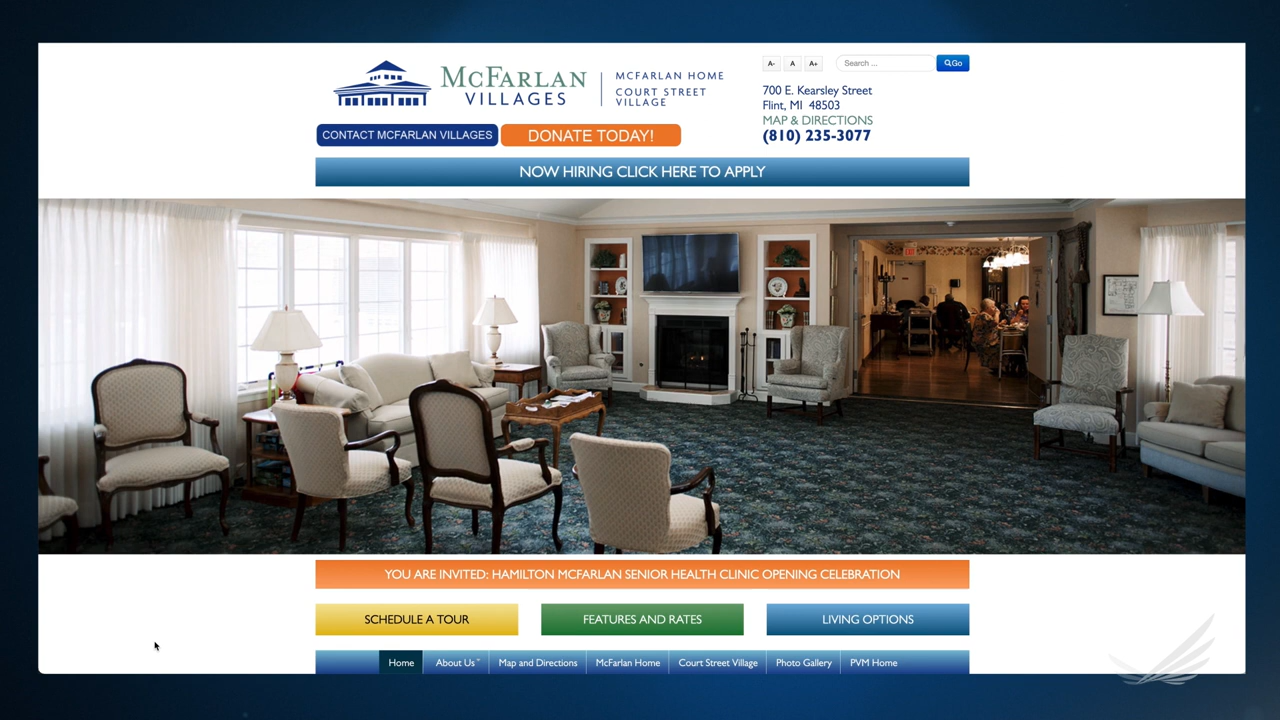 McFARLAN
VILLAGES
MCFARLAN HOME
COURT STREET
VILLAGE
A-
A
A+
Search ...
Go
700 E. Kearsley Street
Flint, MI 48503
MAP & DIRECTIONS
(810) 235-3077
CONTACT MCFARLAN VILLAGES
DONATE TODAY!
NOW HIRING CLICK HERE TO APPLY
YOU ARE INVITED: HAMILTON MCFARLAN SENIOR HEALTH CLINIC OPENING CELEBRATION
SCHEDULE A TOUR
FEATURES AND RATES
LIVING OPTIONS
Home
About Us
Map and Directions
McFarlan Home
Court Street Village
Photo Gallery
PVM Home